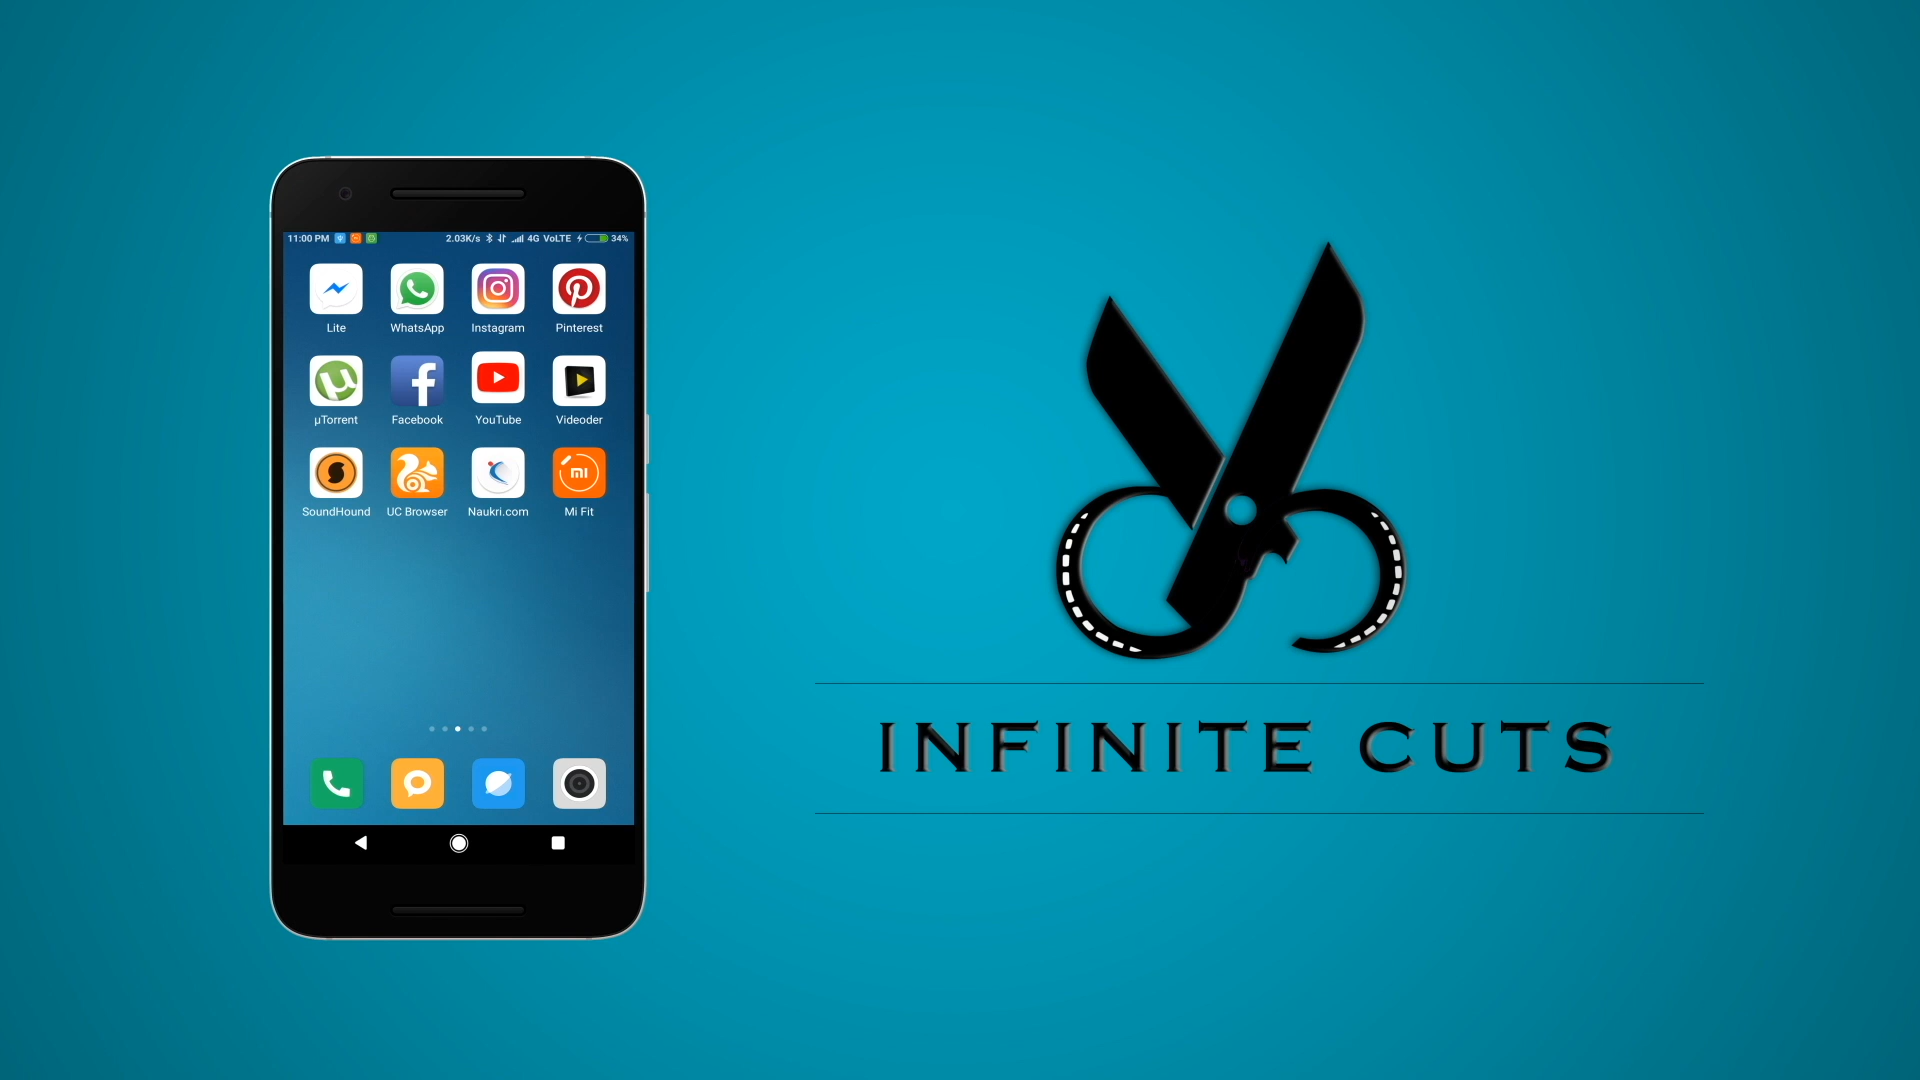 11:00 PM 2.03K/s 4G VoLTE 34%
Lite WhatsApp Instagram Pinterest
µTorrent Facebook YouTube Videoder
SoundHound UC Browser Naukri.com Mi Fit
INFINITE CUTS